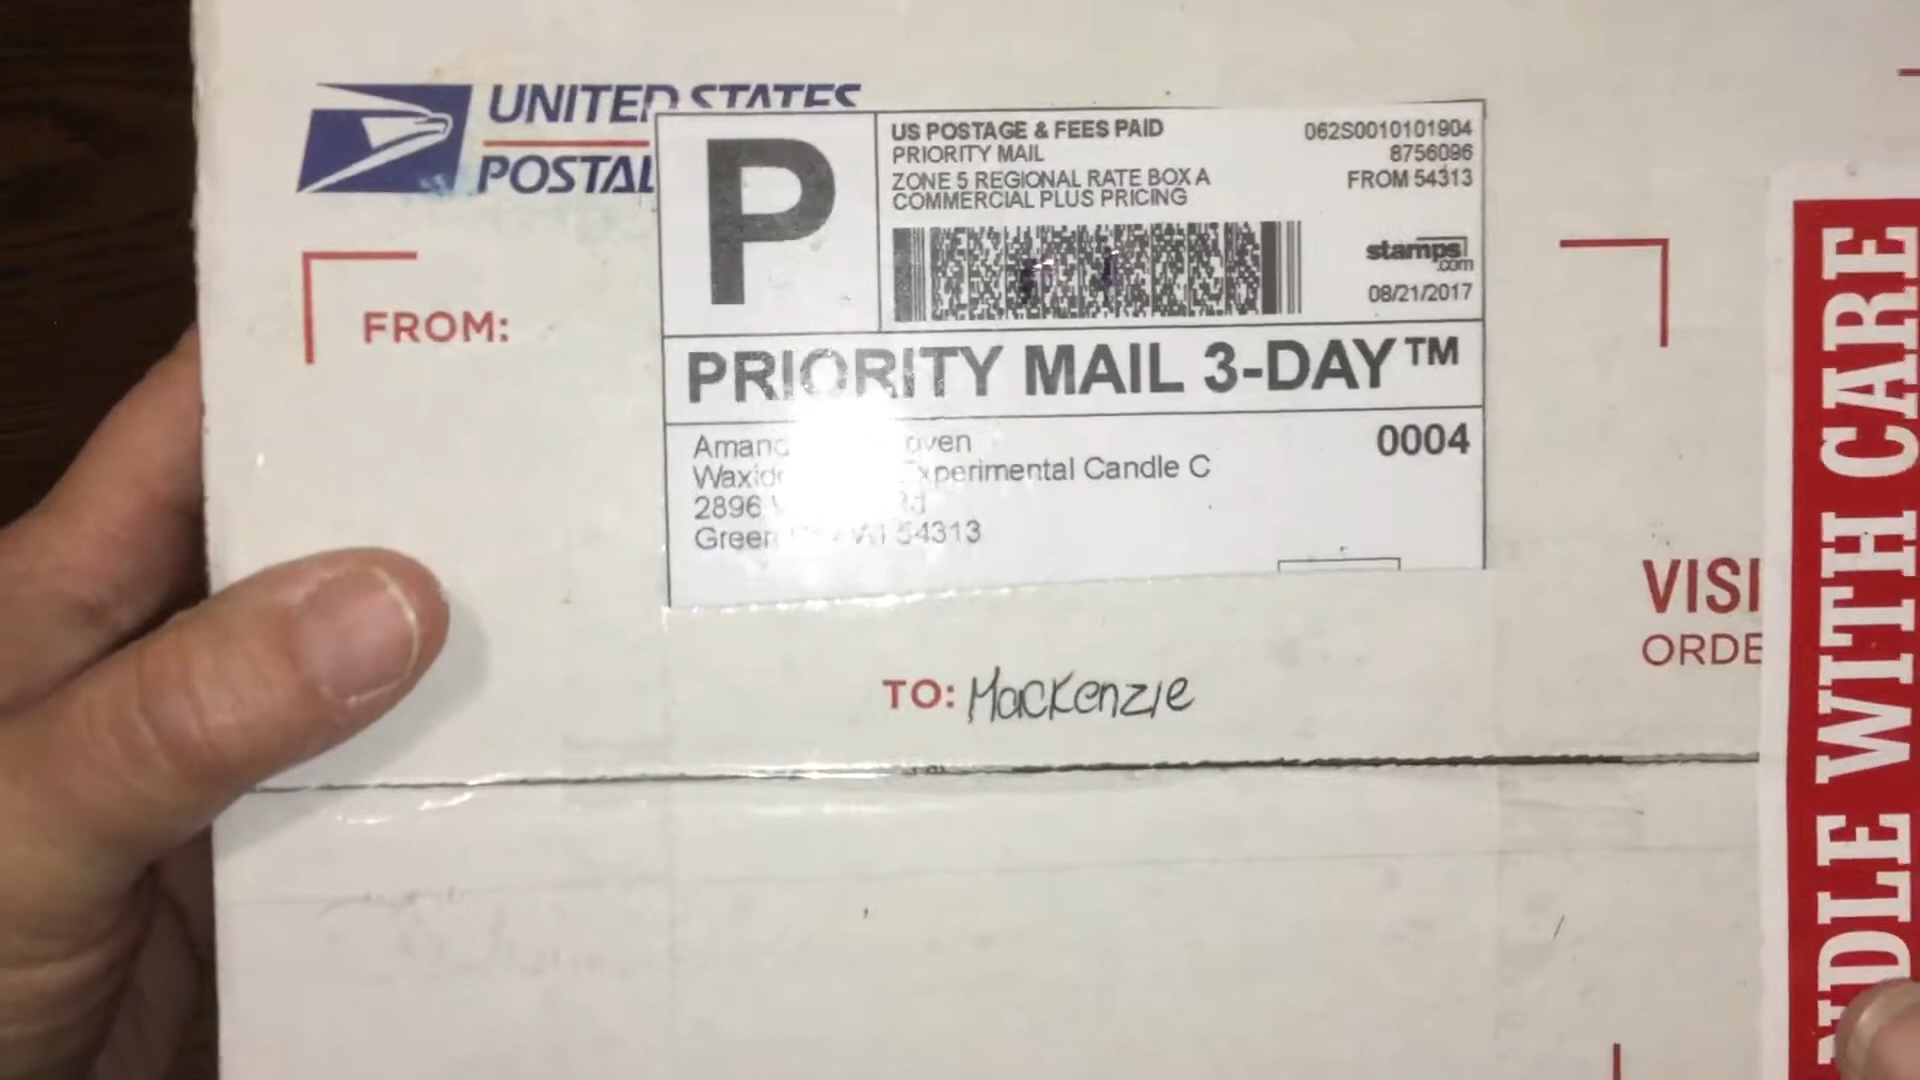 UNITED STATES
POSTAL
P
US POSTAGE & FEES PAID
PRIORITY MAIL
ZONE 5 REGIONAL RATE BOX A
COMMERCIAL PLUS PRICING
062S0010101904
8756096
FROM 54313
stamps
.com
08/21/2017
FROM:
PRIORITY MAIL 3-DAY™
0004
Candle C
2896
54313
VISI
ORDE
TO: Mackenzie
NDLE WITH CARE